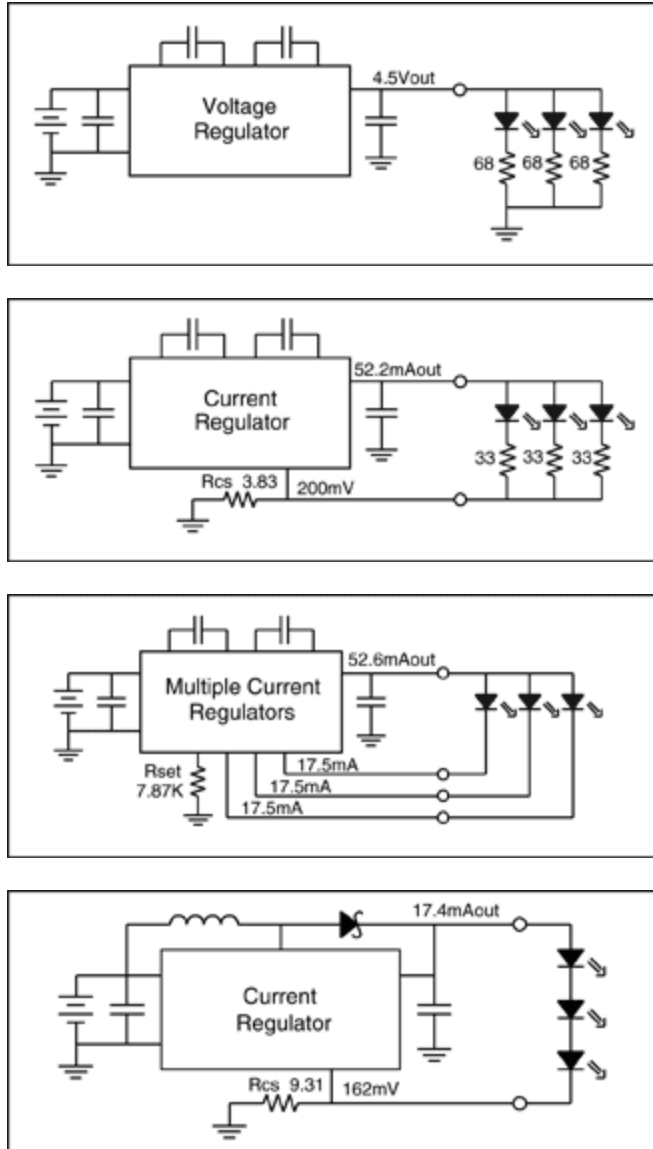 4.5Vout
Voltage
Regulator
68 68 68
52.2mAout
Current
Regulator
33 33 33
Rcs 3.83
200mV
52.6mAout
Multiple Current
Regulators
Rset
7.87K
17.5mA
17.5mA
17.5mA
17.4mAout
Current
Regulator
Rcs 9.31
162mV